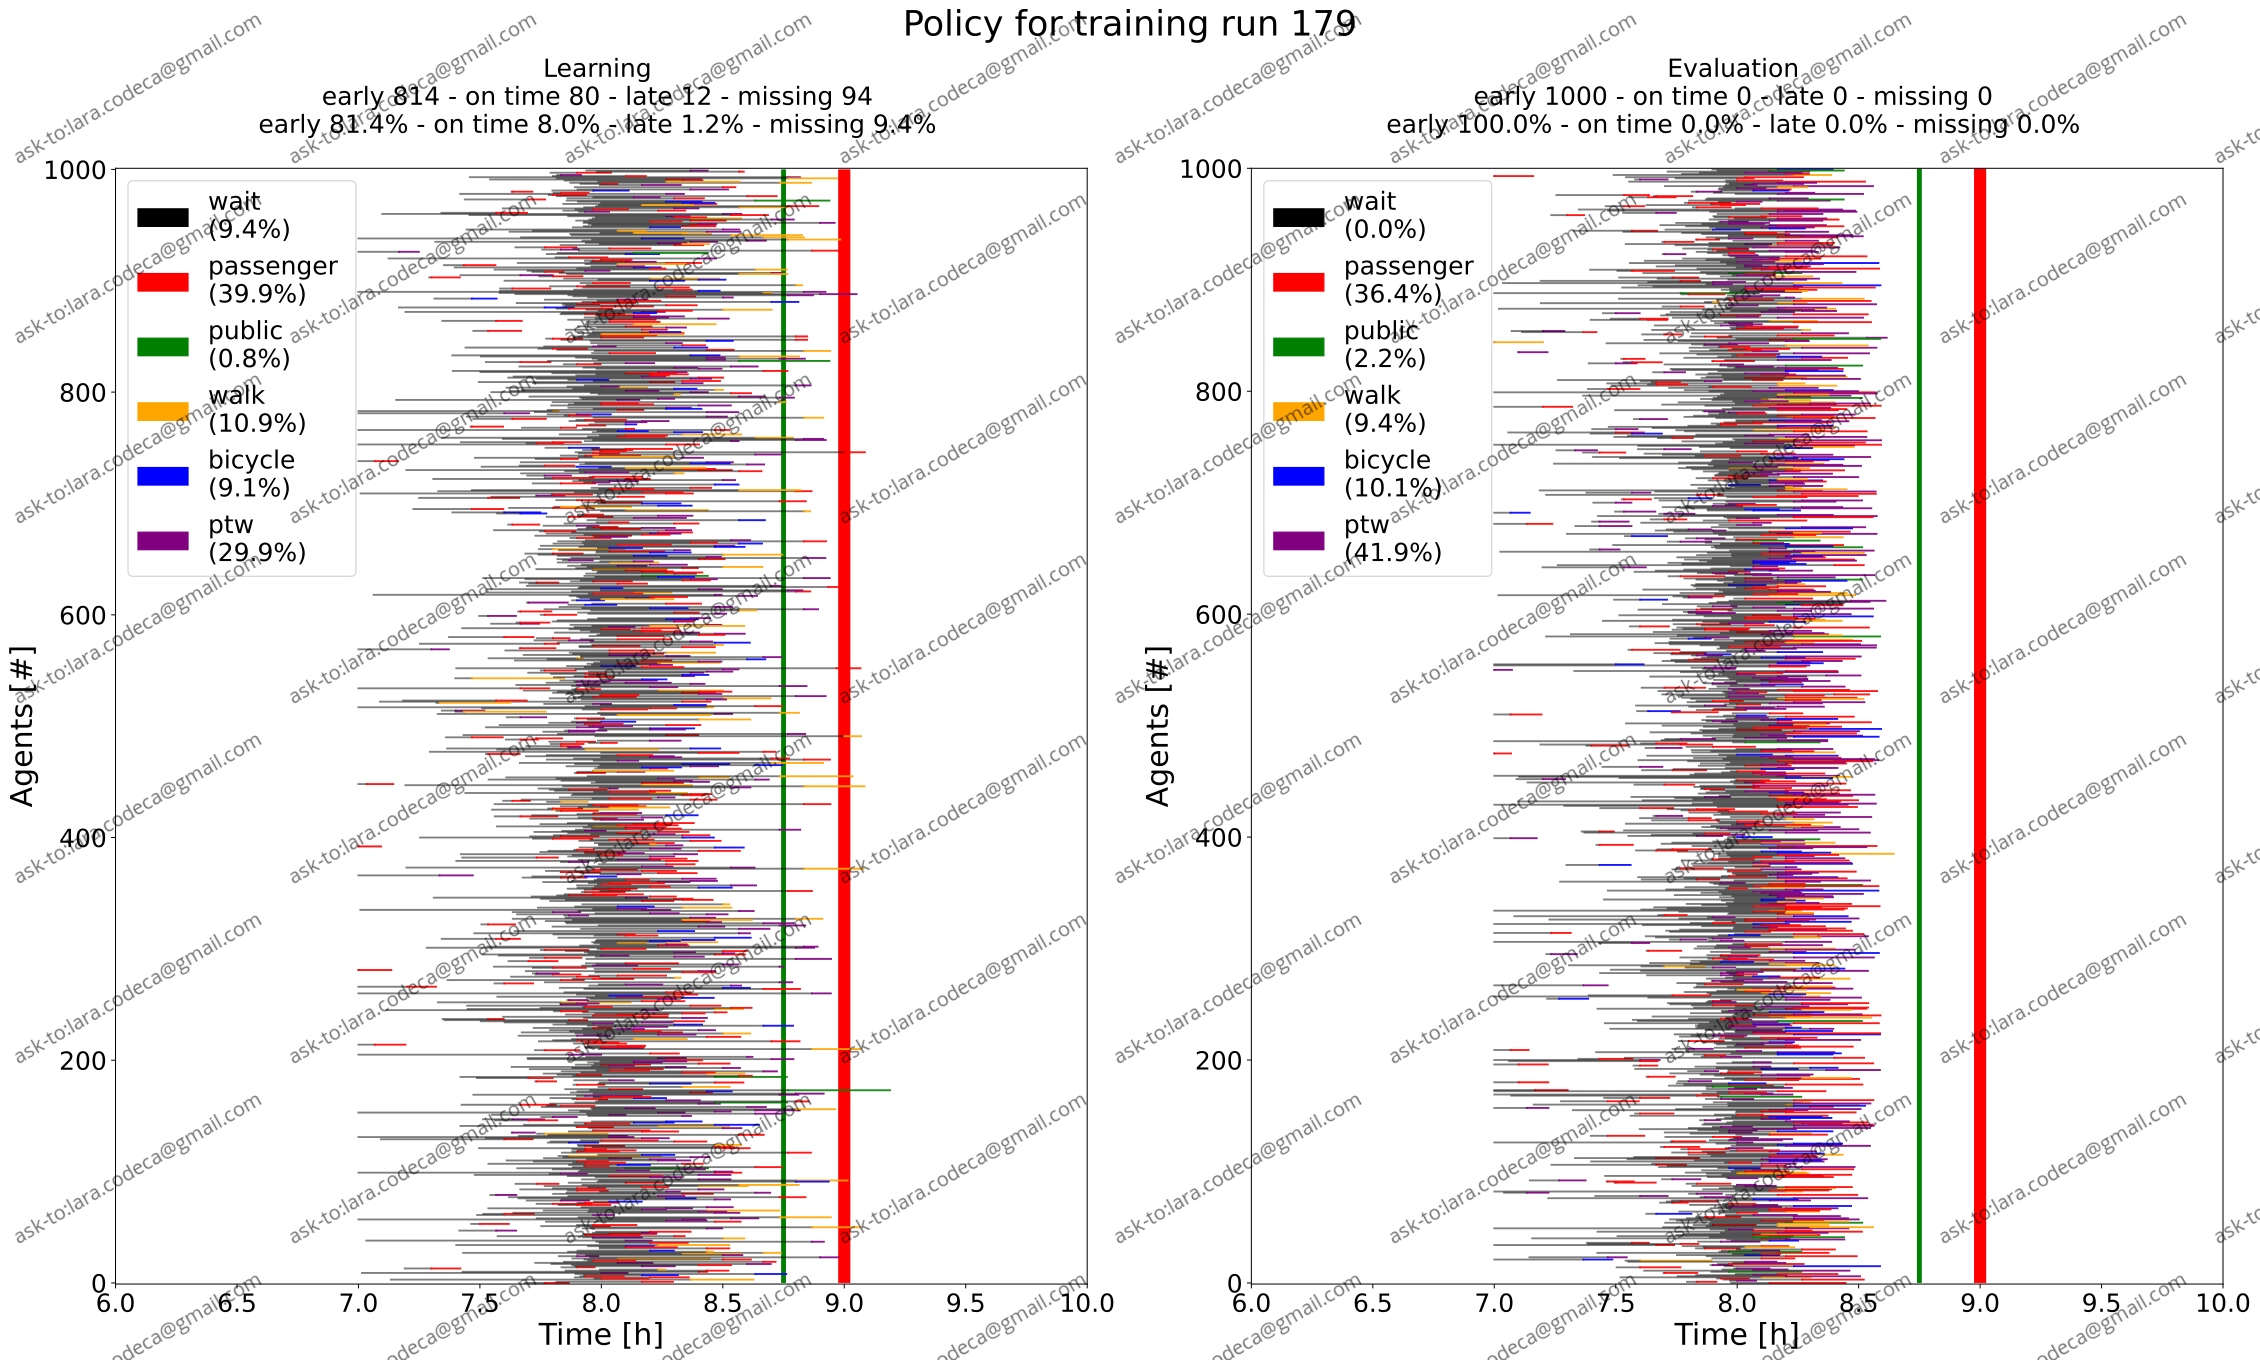 Policy for training run 179
Learning
early 814 - on time 80 - late 12 - missing 94
early 81.4% - on time 8.0% - late 1.2% - missing 9.4%
1000
800
600
400
200
0
Agents [#]
wait
(9.4%)
passenger
(39.9%)
public
(0.8%)
walk
(10.9%)
bicycle
(9.1%)
ptw
(29.9%)
6.0 6.5 7.0 7.5 8.0 8.5 9.0 9.5 10.0
Time [h]
Evaluation
early 1000 - on time 0 - late 0 - missing 0
early 100.0% - on time 0.0% - late 0.0% - missing 0.0%
1000
800
600
400
200
0
Agents [#]
wait
(0.0%)
passenger
(36.4%)
public
(2.2%)
walk
(9.4%)
bicycle
(10.1%)
ptw
(41.9%)
6.0 6.5 7.0 7.5 8.0 8.5 9.0 9.5 10.0
Time [h]
ask-to:lara.codeca@gmail.com